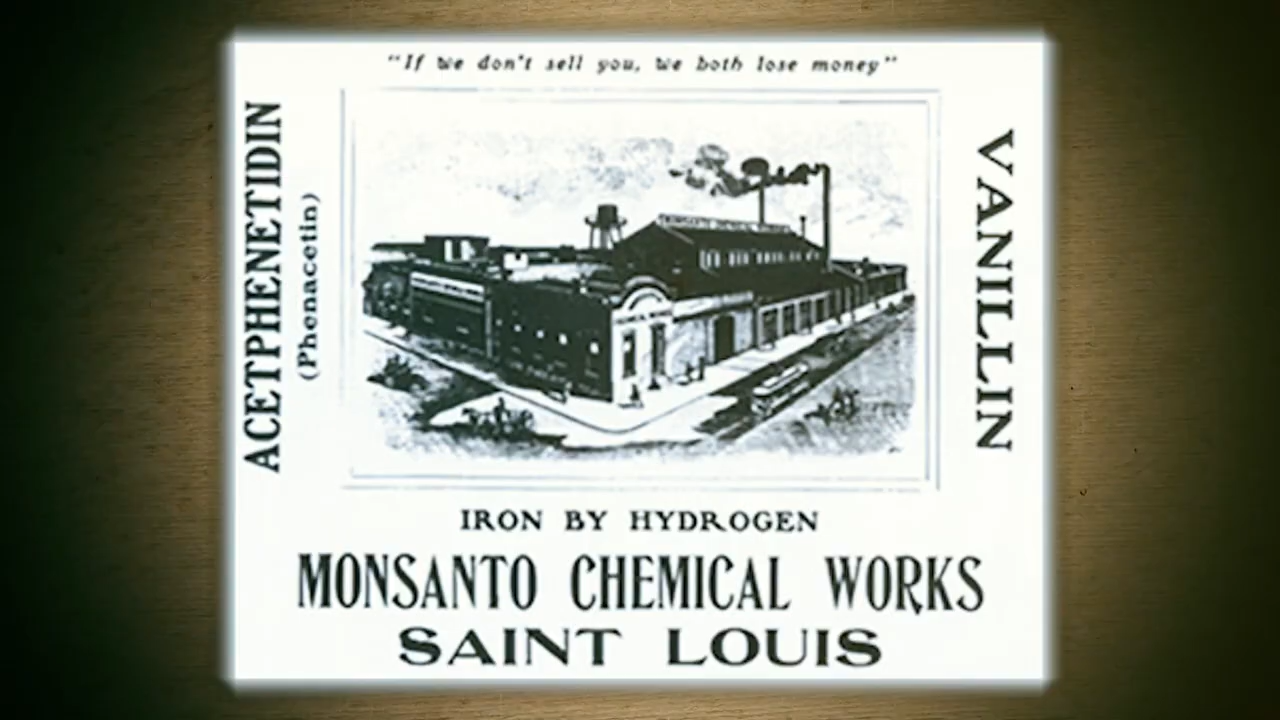 "If we don't sell you, we both lose money"
ACETPHENETIDIN
(Phenacetin)
VANILLIN
IRON BY HYDROGEN
MONSANTO CHEMICAL WORKS
SAINT LOUIS